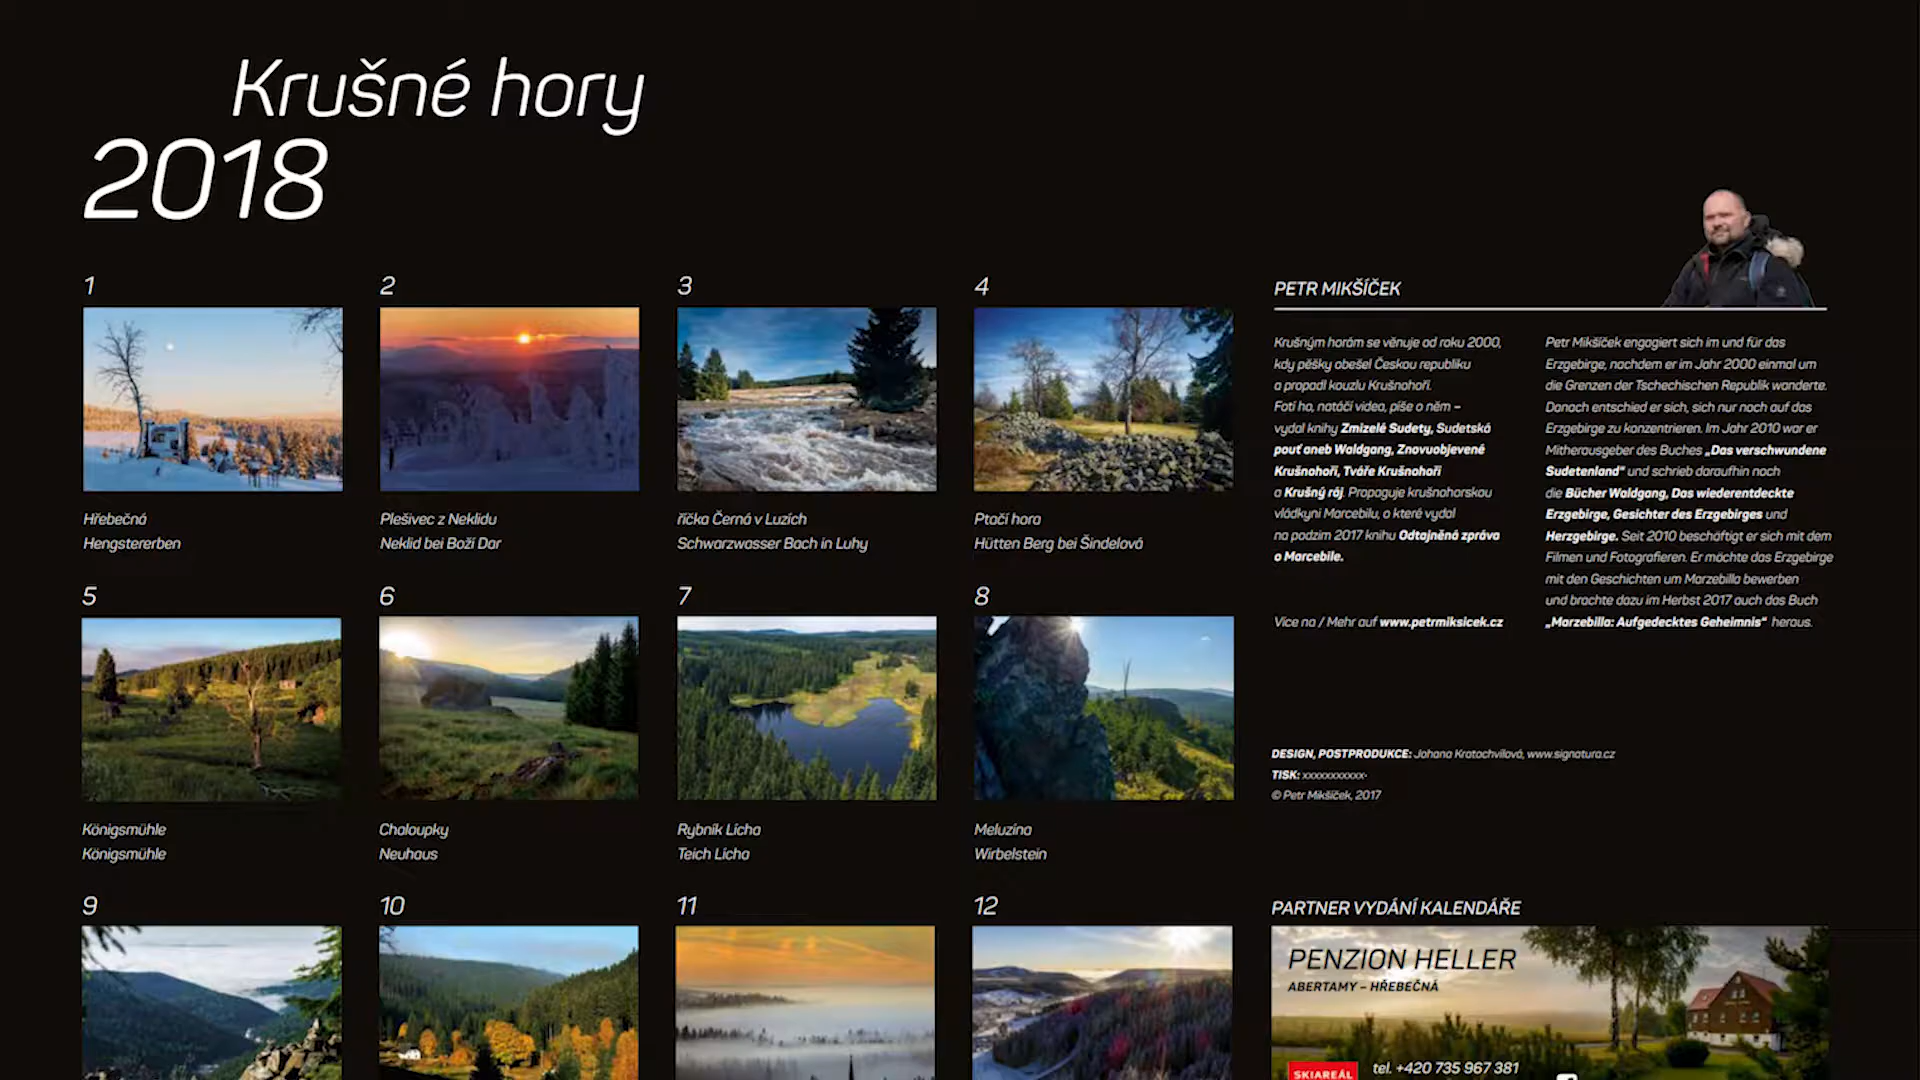 Krušné hory
2018
1
2
3
4
Hřebečná
Hengstererben
Plešivec z Neklidu
Neklid bei Boží Dar
říčka Černá v Luzích
Schwarzwasser Bach in Luhy
Ptačí hora
Hütten Berg bei Šindelová
5
6
7
8
Königsmühle
Königsmühle
Chaloupky
Neuhaus
Rybník Lícha
Teich Licha
Meluzína
Wirbelstein
9
10
11
12
PETR MIKŠÍČEK
Krušným horám se věnuje od roku 2000,
kdy pěšky obešel Českou republiku
a propadl kouzlu Krušnohoří.
Fotí ho, natáčí videa, píše o něm –
vydal knihy Zmizelé Sudety, Sudetská
pouť aneb Waldgang, Znovuobjevené
Krušnohoří, Tváře Krušnohoří
a Krušný ráj. Propaguje krušnohorskou
vládkyni Marcebilu, o které vydal
na podzim 2017 knihu Odtajněná zpráva
o Marcebile.
Více na / Mehr auf www.petrmiksicek.cz
Petr Mikšíček engagiert sich im und für das
Erzgebirge, nachdem er im Jahr 2000 einmal um
die Grenzen der Tschechischen Republik wanderte.
Danach entschied er sich, sich nur noch auf das
Erzgebirge zu konzentrieren. Im Jahr 2010 war er
Mitherausgeber des Buches „Das verschwundene
Sudetenland“ und schrieb daraufhin noch
die Bücher Waldgang, Das wiederentdeckte
Erzgebirge, Gesichter des Erzgebirges und
Herzgebirge. Seit 2010 beschäftigt er sich mit dem
Filmen und Fotografieren. Er möchte das Erzgebirge
mit den Geschichten um Marzebilla bewerben
und brachte dazu im Herbst 2017 auch das Buch
„Marzebilla: Aufgedecktes Geheimnis“ heraus.
DESIGN, POSTPRODUKCE: Johana Kratochvílová, www.signatura.cz
TISK: xxxxxxxxxxx·
© Petr Mikšíček, 2017
PARTNER VYDÁNÍ KALENDÁŘE
PENZION HELLER
ABERTAMY – HŘEBEČNÁ
SKIAREÁL
tel. +420 735 967 381